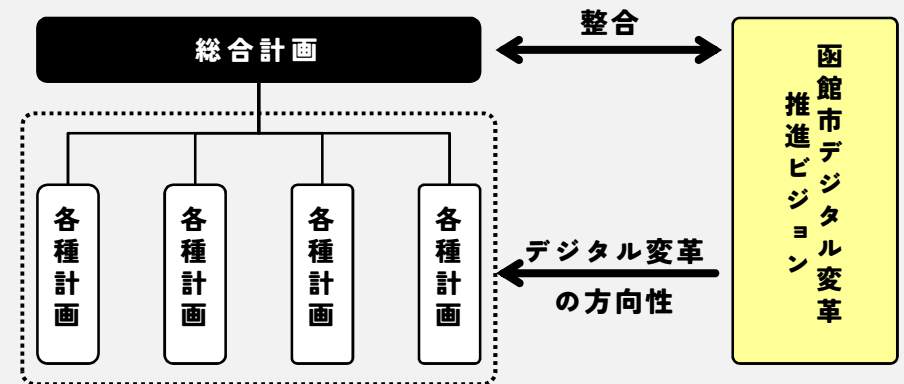 総合計画
整合
函館市デジタル変革
推進ビジョン
各種計画
各種計画
各種計画
各種計画
デジタル変革
の方向性